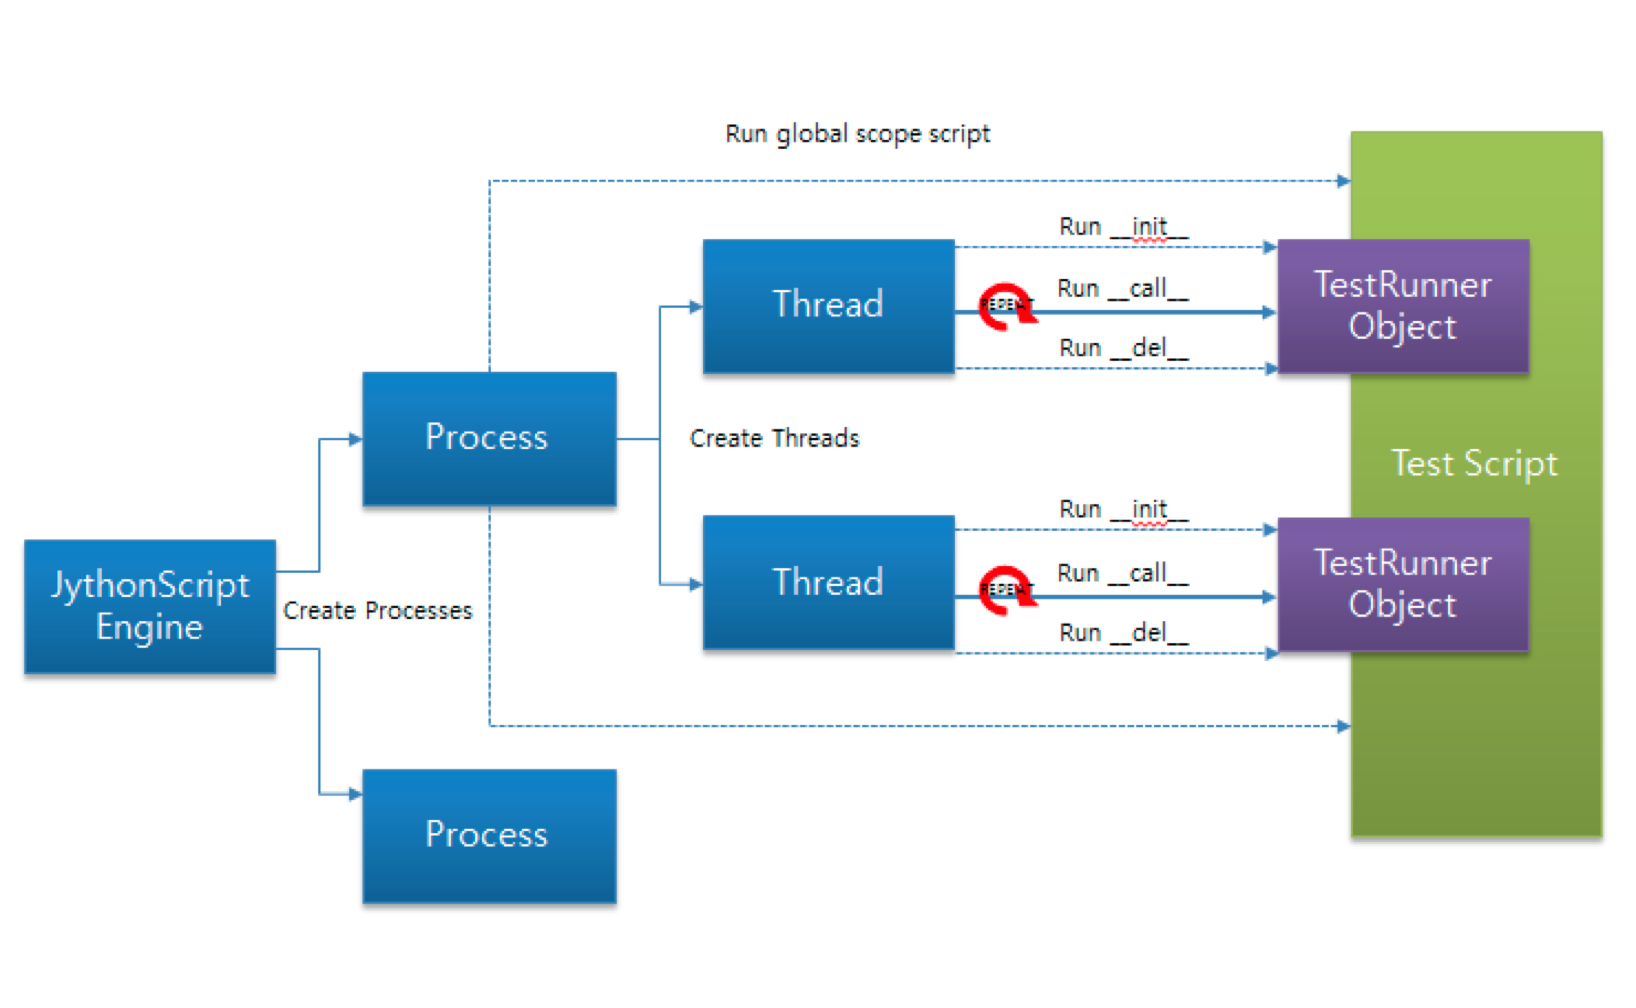 Run global scope script
Run __init__
Thread
REPEAT
Run __call__
TestRunner
Object
Run __del__
Process
Create Threads
Test Script
Run __init__
Thread
REPEAT
Run __call__
TestRunner
Object
Run __del__
JythonScript
Engine
Create Processes
Process